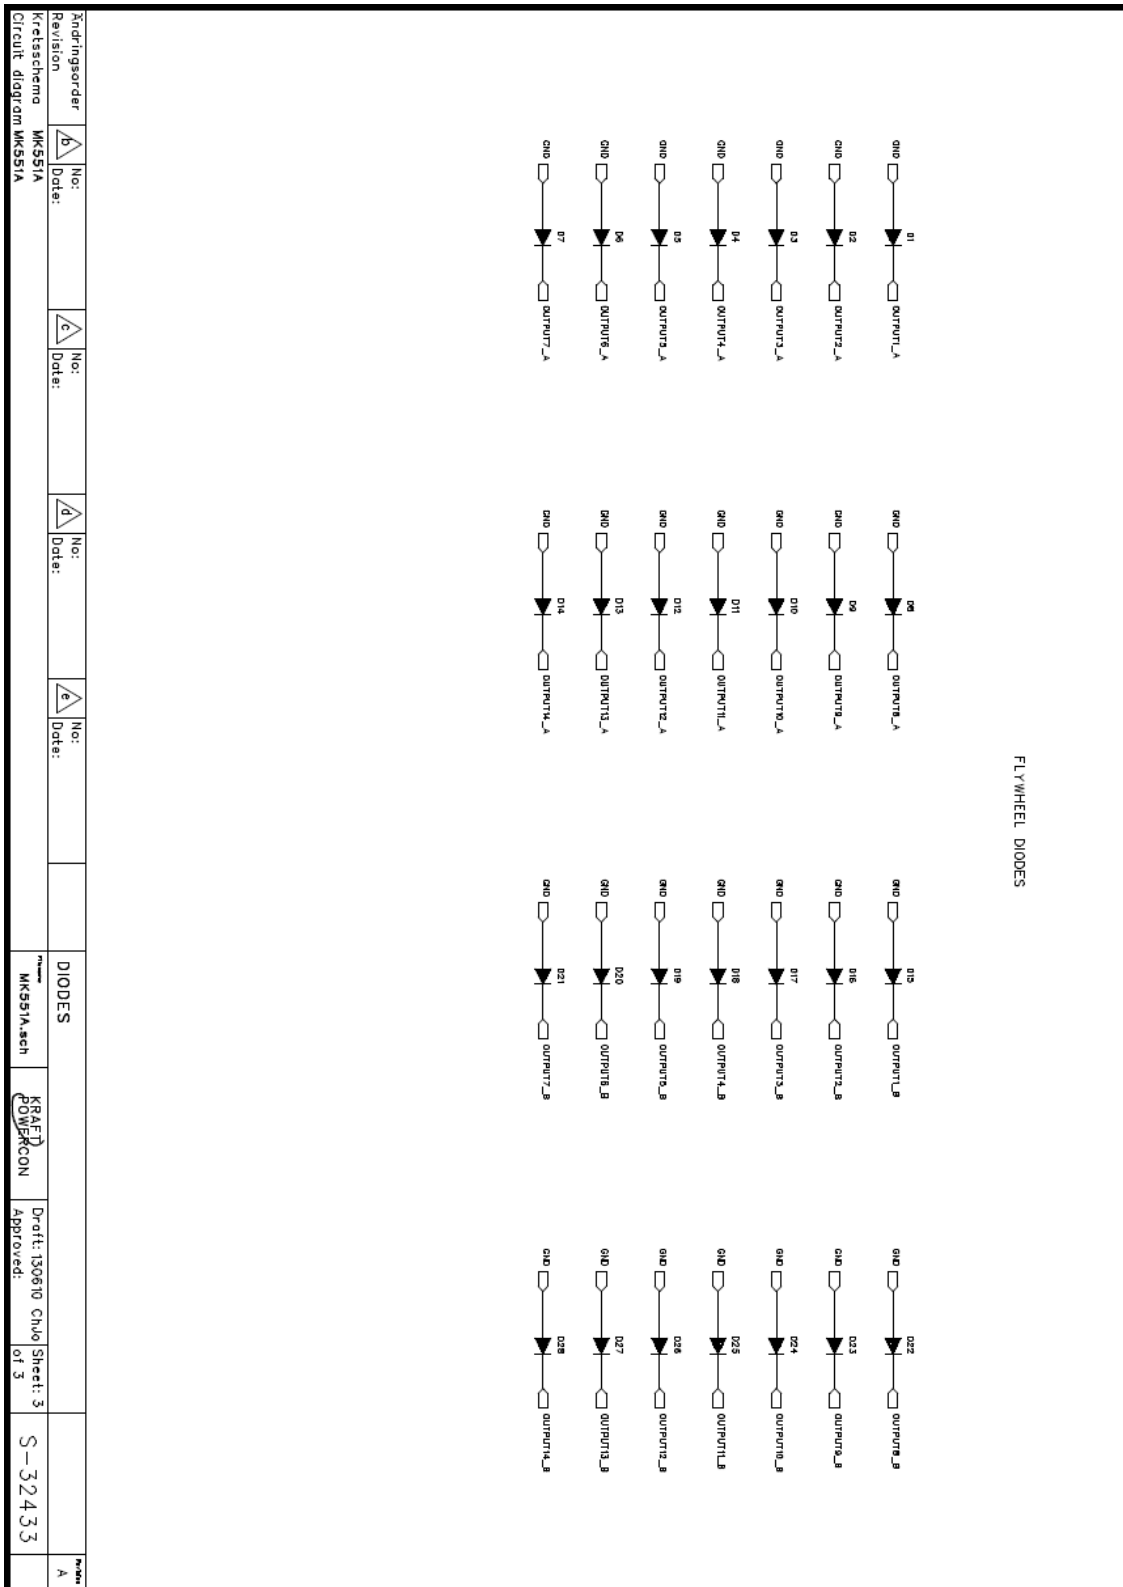 FLYWHEEL DIODES
GND D1 OUTPUT1_A
GND D2 OUTPUT2_A
GND D3 OUTPUT3_A
GND D4 OUTPUT4_A
GND D5 OUTPUT5_A
GND D6 OUTPUT6_A
GND D7 OUTPUT7_A
GND D8 OUTPUT8_A
GND D9 OUTPUT9_A
GND D10 OUTPUT10_A
GND D11 OUTPUT11_A
GND D12 OUTPUT12_A
GND D13 OUTPUT13_A
GND D14 OUTPUT14_A
GND D15 OUTPUT1_B
GND D16 OUTPUT2_B
GND D17 OUTPUT3_B
GND D18 OUTPUT4_B
GND D19 OUTPUT5_B
GND D20 OUTPUT6_B
GND D21 OUTPUT7_B
GND D22 OUTPUT8_B
GND D23 OUTPUT9_B
GND D24 OUTPUT10_B
GND D25 OUTPUT11_B
GND D26 OUTPUT12_B
GND D27 OUTPUT13_B
GND D28 OUTPUT14_B
Ändringsorder
Revision
b
No:
Date:
c
No:
Date:
d
No:
Date:
e
No:
Date:
DIODES
A
Kretsschema MK551A
Circuit diagram MK551A
Filename
MK551A.sch
KRAFT
POWERCON
Draft: 130610 ChJo
Approved:
Sheet: 3
of 3
S-32433